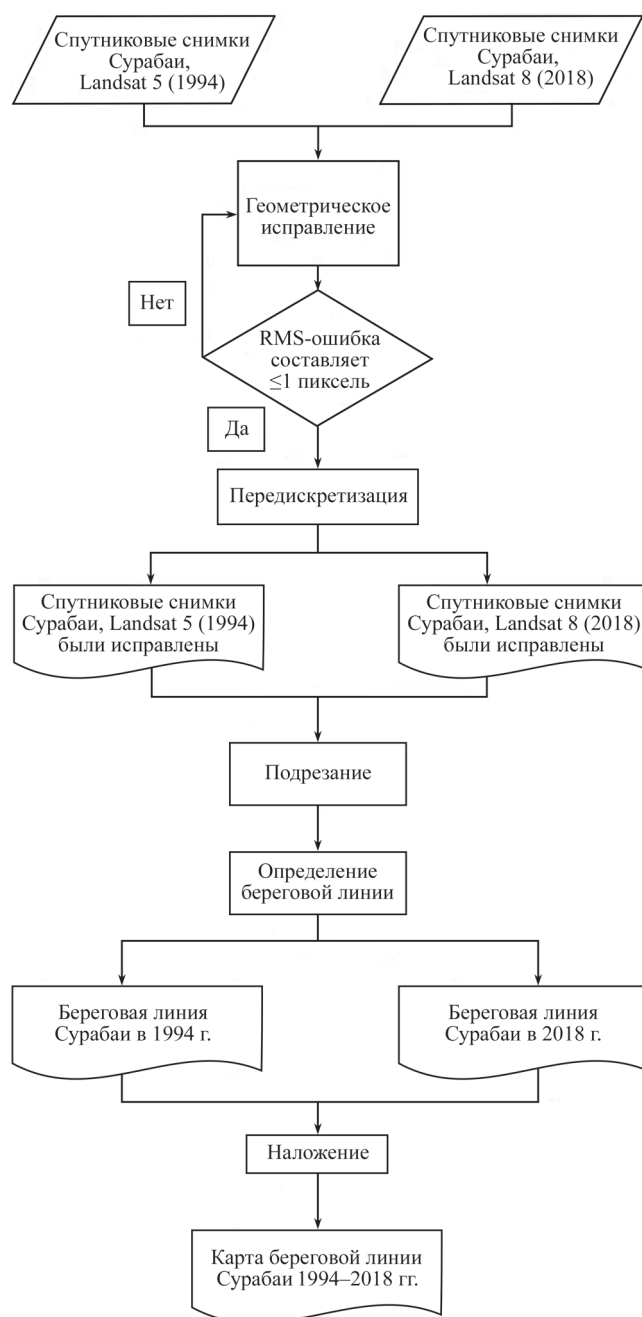 Спутниковые снимки
Сурабаи,
Landsat 5 (1994)
Спутниковые снимки
Сурабаи,
Landsat 8 (2018)
Геометрическое
исправление
Нет
RMS-ошибка
составляет
≤1 пиксель
Да
Передискретизация
Спутниковые снимки
Сурабаи, Landsat 5 (1994)
были исправлены
Спутниковые снимки
Сурабаи, Landsat 8 (2018)
были исправлены
Подрезание
Определение
береговой линии
Береговая линия
Сурабаи в 1994 г.
Береговая линия
Сурабаи в 2018 г.
Наложение
Карта береговой линии
Сурабаи 1994–2018 гг.